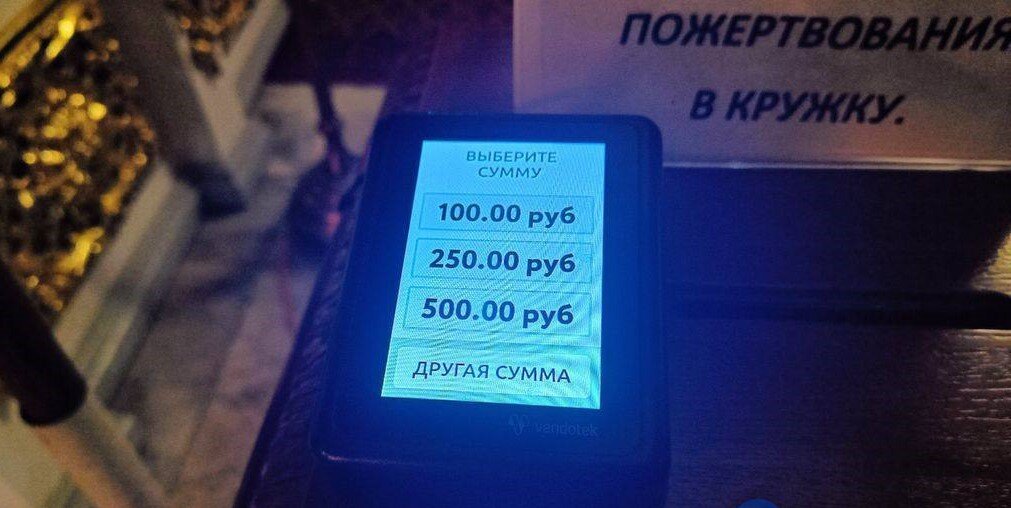 ПОЖЕРТВОВАНИЯ
В КРУЖКУ.
ВЫБЕРИТЕ
СУММУ
100.00 руб
250.00 руб
500.00 руб
ДРУГАЯ СУММА
vendotek